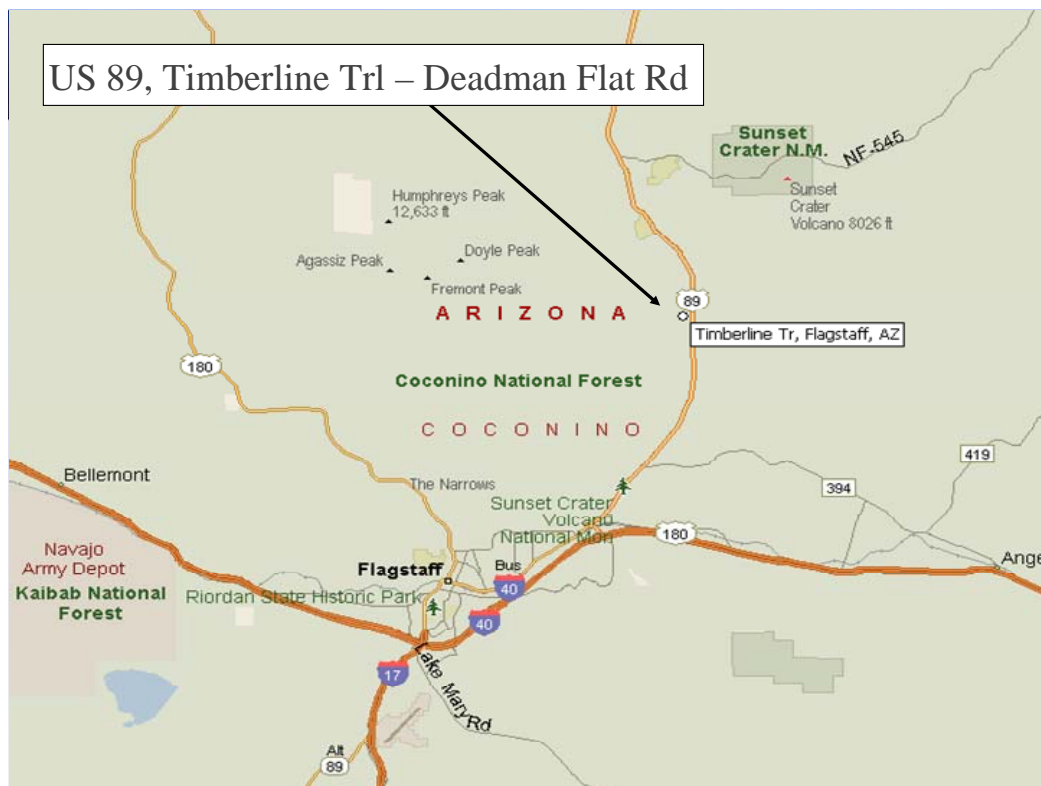 US 89, Timberline Trl – Deadman Flat Rd
Sunset
Crater N.M.
NF-545
Humphreys Peak
12,633 ft
Sunset
Crater
Volcano 8026 ft
Doyle Peak
Agassiz Peak
Fremont Peak
89
ARIZONA
Timberline Tr, Flagstaff, AZ
180
Coconino National Forest
COCONINO
419
Bellemont
The Narrows
394
Sunset Crater
Volcano
National Mon
180
Navajo
Army Depot
Ange
Flagstaff
Bus
40
Kaibab National
Forest
Riordan State Historic Park
40
Lake Mary Rd
17
Alt
89